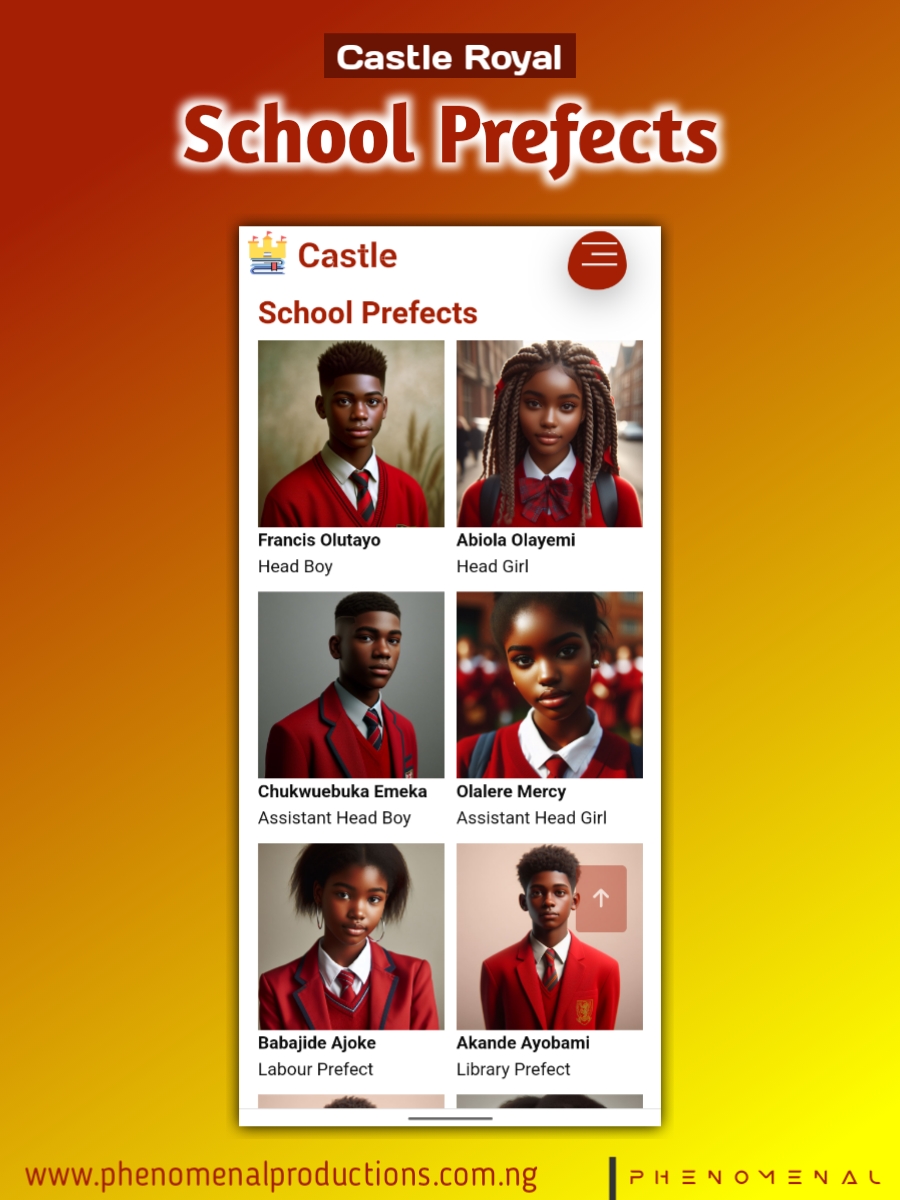 Castle Royal
School Prefects
Castle
School Prefects
Francis Olutayo
Head Boy
Abiola Olayemi
Head Girl
Chukwuebuka Emeka
Assistant Head Boy
Olalere Mercy
Assistant Head Girl
Babajide Ajoke
Labour Prefect
Akande Ayobami
Library Prefect
www.phenomenalproductions.com.ng
PHENOMENAL